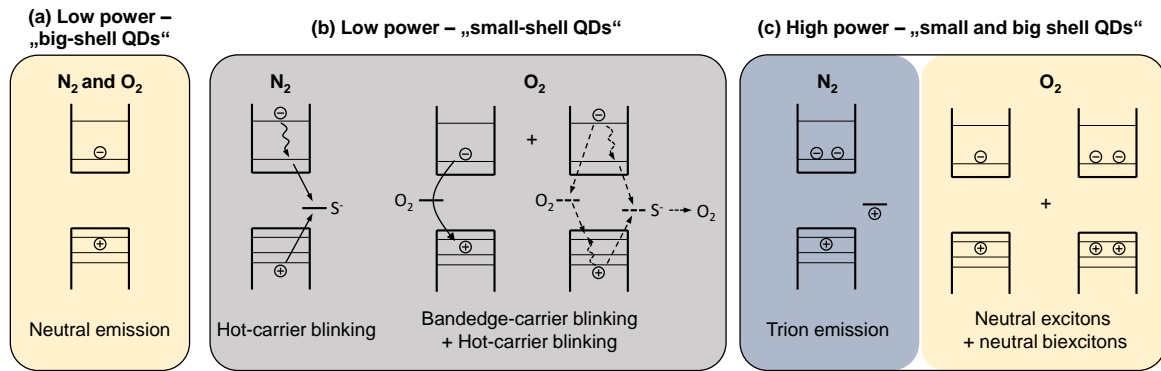 (a) Low power –
„big-shell QDs“
(b) Low power – „small-shell QDs“
(c) High power – „small and big shell QDs“
N₂ and O₂
N₂
O₂
N₂
O₂
⊖
⊖
⊖
+
⊖
⊖ ⊖
⊖
⊖ ⊖
S⁻
O₂
O₂
S⁻
O₂
⊕
+
⊕
⊕
⊕
⊕
⊕
⊕
⊕ ⊕
Neutral emission
Hot-carrier blinking
Bandedge-carrier blinking
+ Hot-carrier blinking
Trion emission
Neutral excitons
+ neutral biexcitons